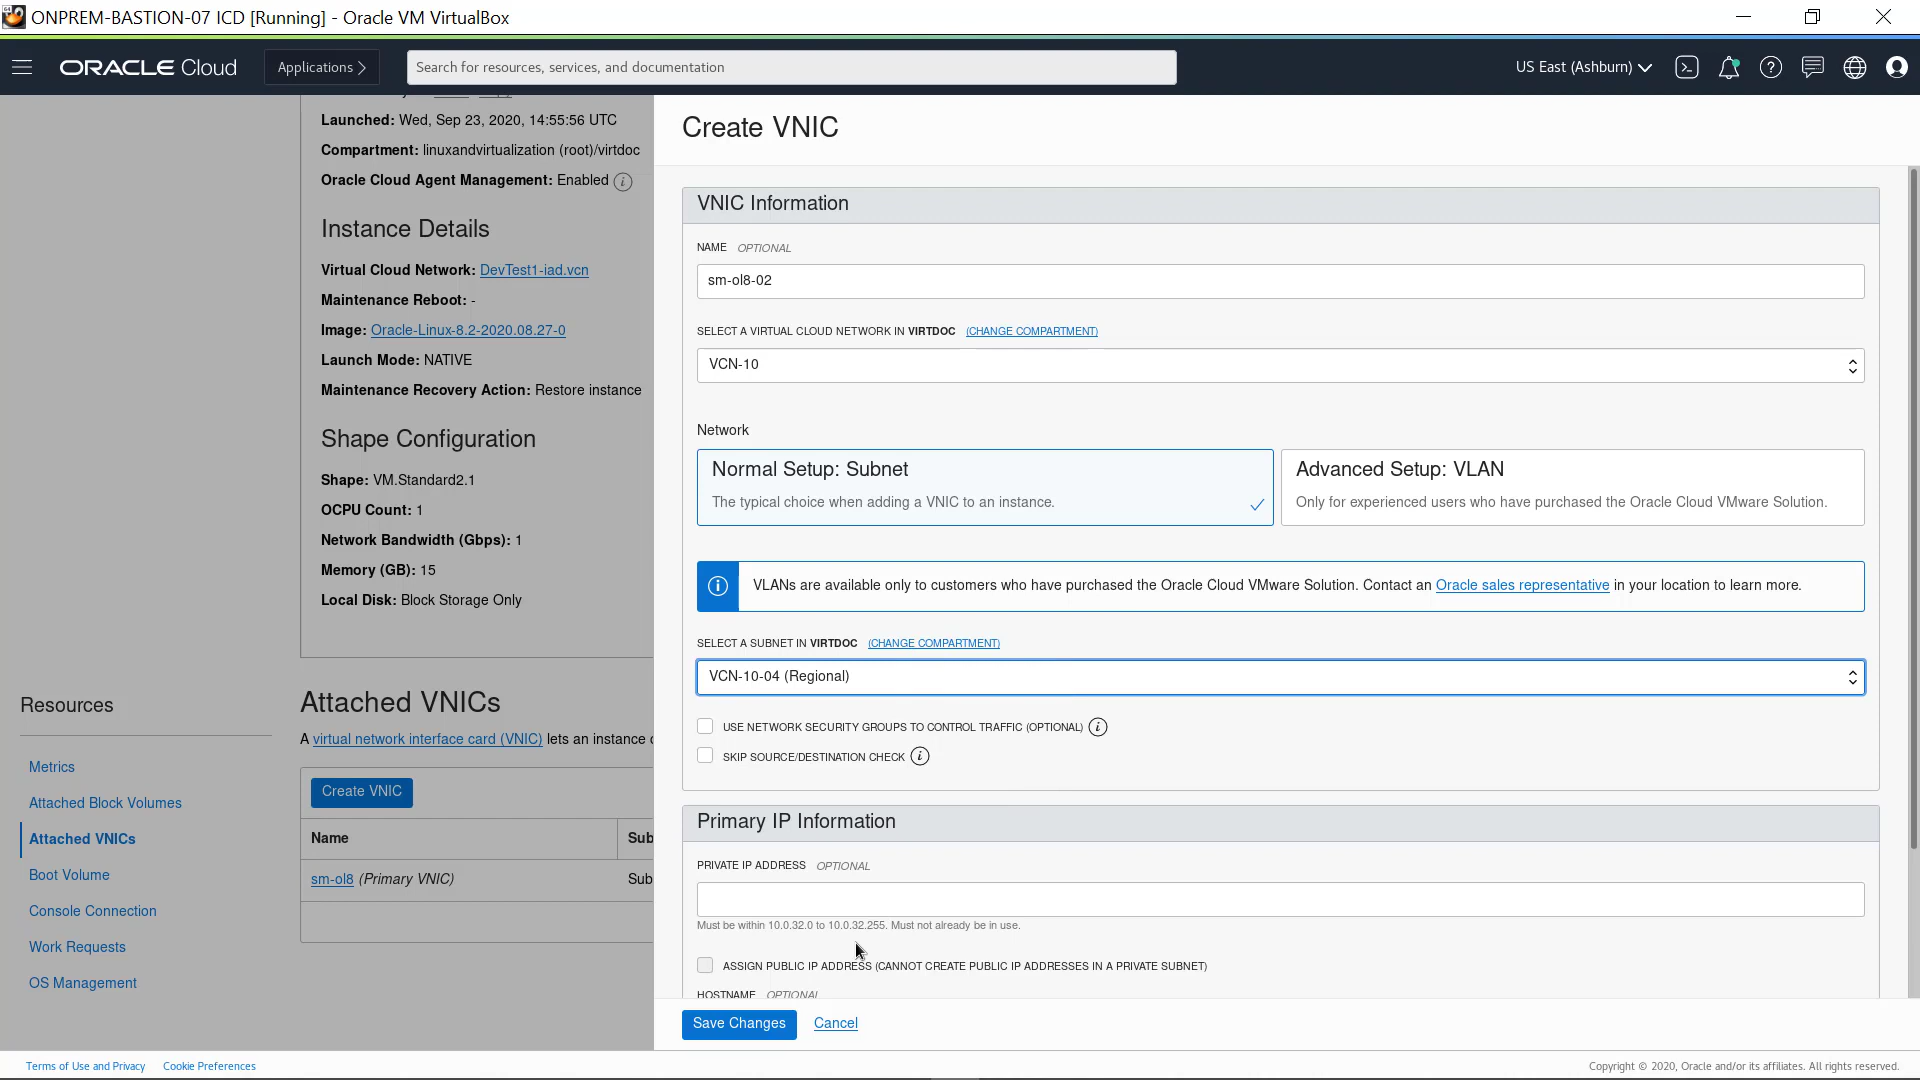 ONPREM-BASTION-07 ICD [Running] - Oracle VM VirtualBox
ORACLE Cloud
Applications
Search for resources, services, and documentation
US East (Ashburn)
Launched: Wed, Sep 23, 2020, 14:55:56 UTC
Compartment: linuxandvirtualization (root)/virtdoc
Oracle Cloud Agent Management: Enabled
Instance Details
Virtual Cloud Network: DevTest1-iad.vcn
Maintenance Reboot: -
Image: Oracle-Linux-8.2-2020.08.27-0
Launch Mode: NATIVE
Maintenance Recovery Action: Restore instance
Shape Configuration
Shape: VM.Standard2.1
OCPU Count: 1
Network Bandwidth (Gbps): 1
Memory (GB): 15
Local Disk: Block Storage Only
Resources
Metrics
Attached Block Volumes
Attached VNICs
Boot Volume
Console Connection
Work Requests
OS Management
Attached VNICs
A virtual network interface card (VNIC) lets an instance
Create VNIC
Name
Sub
sm-ol8 (Primary VNIC)
Sub
Create VNIC
VNIC Information
NAME OPTIONAL
sm-ol8-02
SELECT A VIRTUAL CLOUD NETWORK IN VIRTDOC (CHANGE COMPARTMENT)
VCN-10
Network
Normal Setup: Subnet
The typical choice when adding a VNIC to an instance.
Advanced Setup: VLAN
Only for experienced users who have purchased the Oracle Cloud VMware Solution.
VLANs are available only to customers who have purchased the Oracle Cloud VMware Solution. Contact an Oracle sales representative in your location to learn more.
SELECT A SUBNET IN VIRTDOC (CHANGE COMPARTMENT)
VCN-10-04 (Regional)
USE NETWORK SECURITY GROUPS TO CONTROL TRAFFIC (OPTIONAL)
SKIP SOURCE/DESTINATION CHECK
Primary IP Information
PRIVATE IP ADDRESS OPTIONAL
Must be within 10.0.32.0 to 10.0.32.255. Must not already be in use.
ASSIGN PUBLIC IP ADDRESS (CANNOT CREATE PUBLIC IP ADDRESSES IN A PRIVATE SUBNET)
HOSTNAME OPTIONAL
Save Changes
Cancel
Terms of Use and Privacy
Cookie Preferences
Copyright © 2020, Oracle and/or its affiliates. All rights reserved.